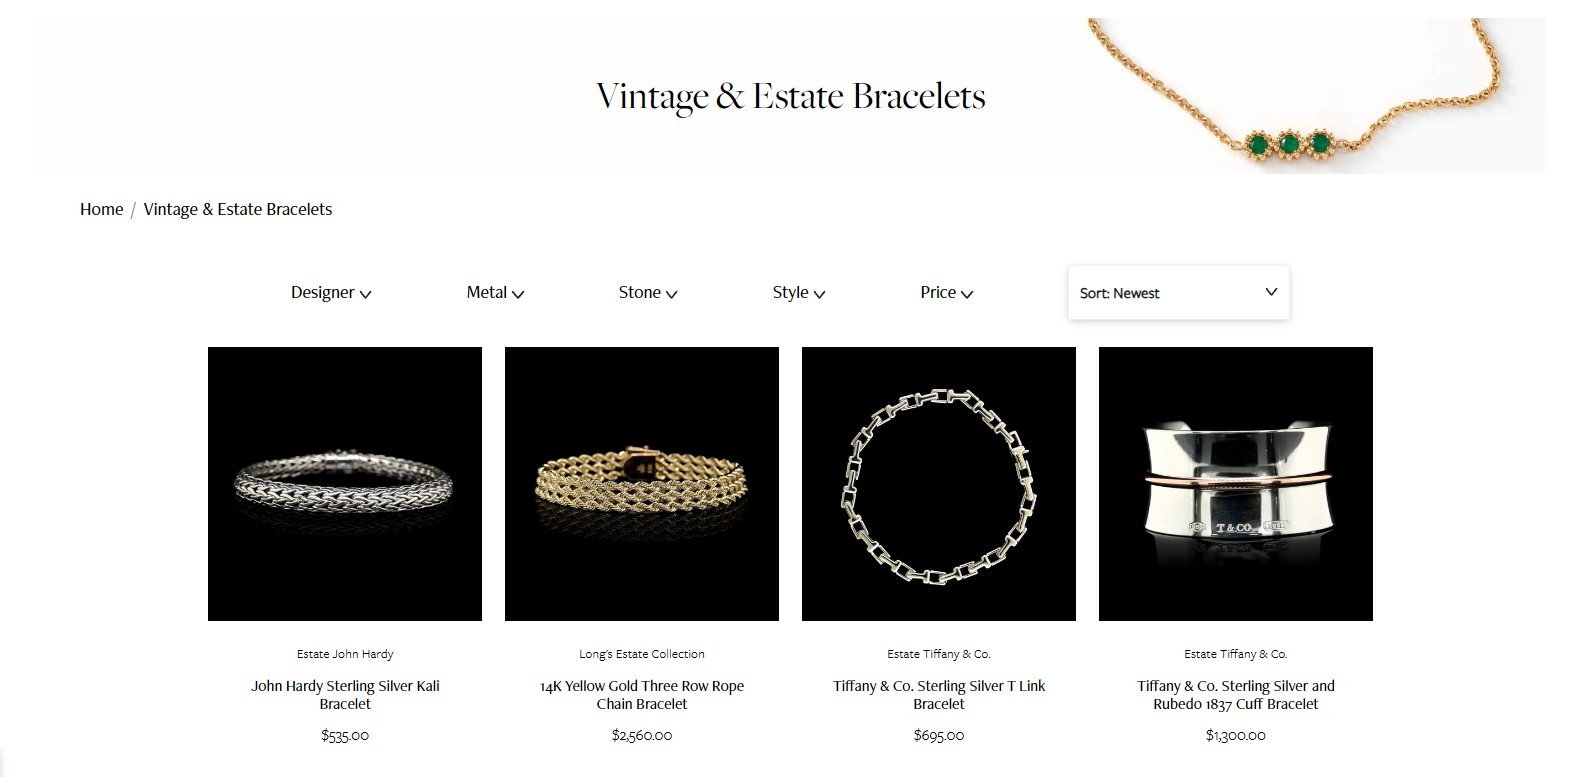 Vintage & Estate Bracelets
Home / Vintage & Estate Bracelets
Designer
Metal
Stone
Style
Price
Sort: Newest
T & CO.
Estate John Hardy
John Hardy Sterling Silver Kali
Bracelet
$535.00
Long's Estate Collection
14K Yellow Gold Three Row Rope
Chain Bracelet
$2,560.00
Estate Tiffany & Co.
Tiffany & Co. Sterling Silver T Link
Bracelet
$695.00
Estate Tiffany & Co.
Tiffany & Co. Sterling Silver and
Rubedo 1837 Cuff Bracelet
$1,300.00